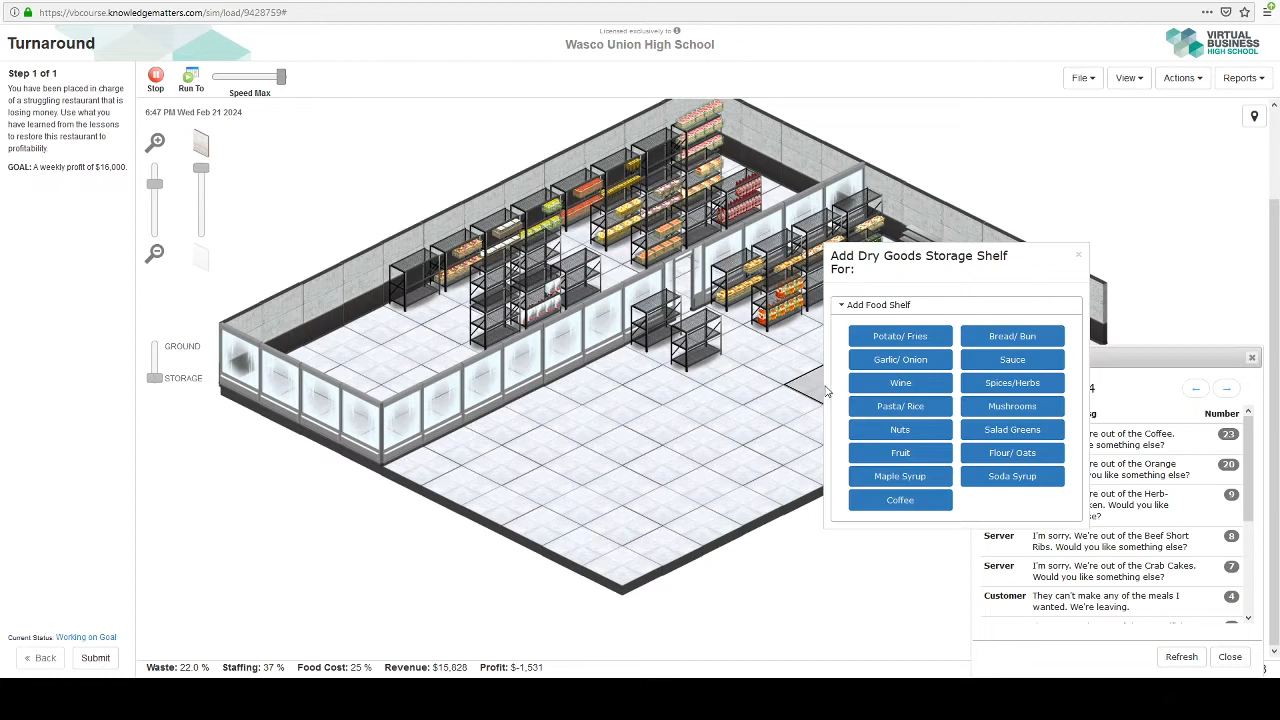 https://vbcourse.knowledgematters.com/sim/load/9428759#
Turnaround
Licensed exclusively to
Wasco Union High School
VIRTUAL
BUSINESS
HIGH SCHOOL
Step 1 of 1
You have been placed in charge
of a struggling restaurant that is
losing money. Use what you
have learned from the lessons
to restore this restaurant to
profitability.
GOAL: A weekly profit of $16,000.
Stop
Run To
Speed Max
File
View
Actions
Reports
6:47 PM Wed Feb 21 2024
GROUND
STORAGE
Add Dry Goods Storage Shelf
For:
Add Food Shelf
Potato/ Fries
Bread/ Bun
Garlic/ Onion
Sauce
Wine
Spices/Herbs
Pasta/ Rice
Mushrooms
Nuts
Salad Greens
Fruit
Flour/ Oats
Maple Syrup
Soda Syrup
Coffee
4
sg Number
're out of the Coffee. 23
e something else?
're out of the Orange 20
e something else?
're out of the Herb- 9
ken. Would you like
else?
Server I'm sorry. We're out of the Beef Short 8
Ribs. Would you like something else?
Server I'm sorry. We're out of the Crab Cakes. 7
Would you like something else?
Customer They can't make any of the meals I 4
wanted. We're leaving.
Refresh
Close
Current Status: Working on Goal
« Back
Submit
Waste: 22.0 % Staffing: 37 % Food Cost: 25 % Revenue: $15,828 Profit: $-1,531